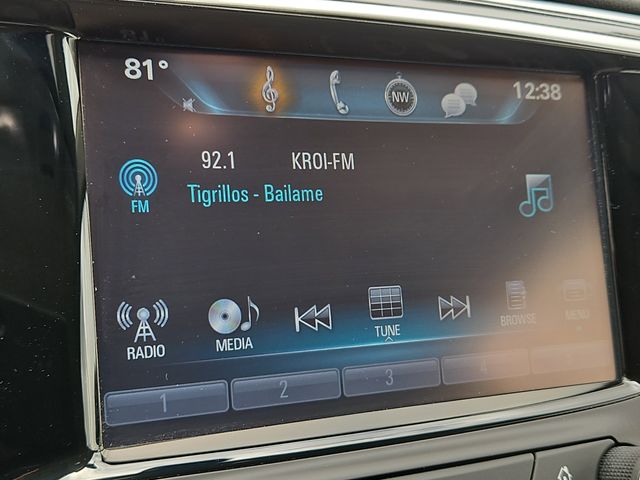 81°
NW
12:38
92.1 KROI-FM
FM
Tigrillos - Bailame
RADIO
MEDIA
TUNE
BROWSE
MENU
1 2 3 4